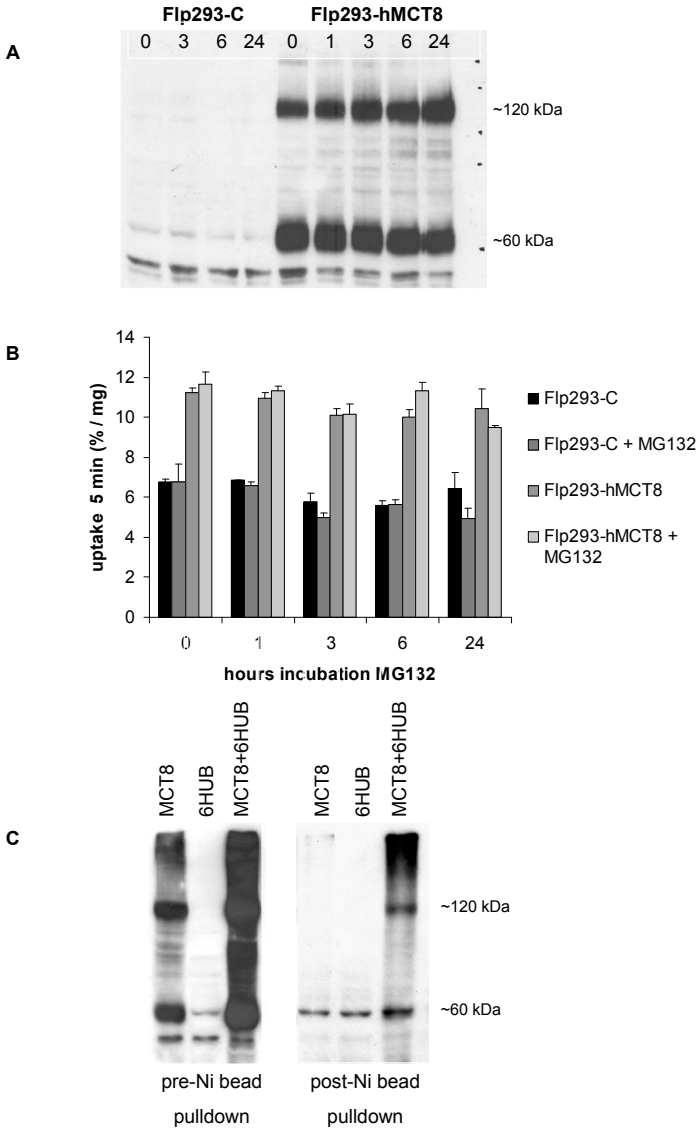 Flp293-C Flp293-hMCT8
0 3 6 24 0 1 3 6 24
A
~120 kDa
~60 kDa
B
14
12
10
8
6
4
2
0
uptake 5 min (% / mg)
0 1 3 6 24
hours incubation MG132
Flp293-C
Flp293-C + MG132
Flp293-hMCT8
Flp293-hMCT8 +
MG132
MCT8
6HUB
MCT8+6HUB
MCT8
6HUB
MCT8+6HUB
C
~120 kDa
~60 kDa
pre-Ni bead
pulldown
post-Ni bead
pulldown